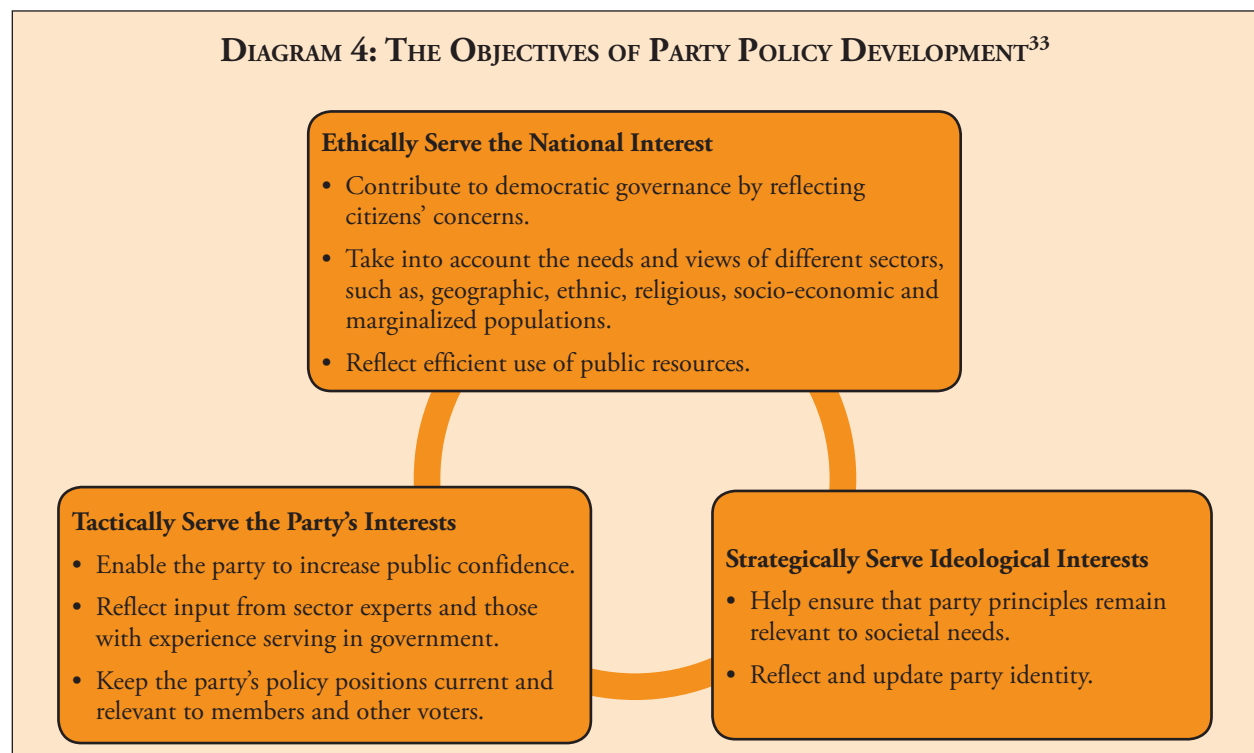 DIAGRAM 4: THE OBJECTIVES OF PARTY POLICY DEVELOPMENT33
Ethically Serve the National Interest
• Contribute to democratic governance by reflecting
citizens’ concerns.
• Take into account the needs and views of different sectors,
such as, geographic, ethnic, religious, socio-economic and
marginalized populations.
• Reflect efficient use of public resources.
Tactically Serve the Party’s Interests
• Enable the party to increase public confidence.
• Reflect input from sector experts and those
with experience serving in government.
• Keep the party’s policy positions current and
relevant to members and other voters.
Strategically Serve Ideological Interests
• Help ensure that party principles remain
relevant to societal needs.
• Reflect and update party identity.